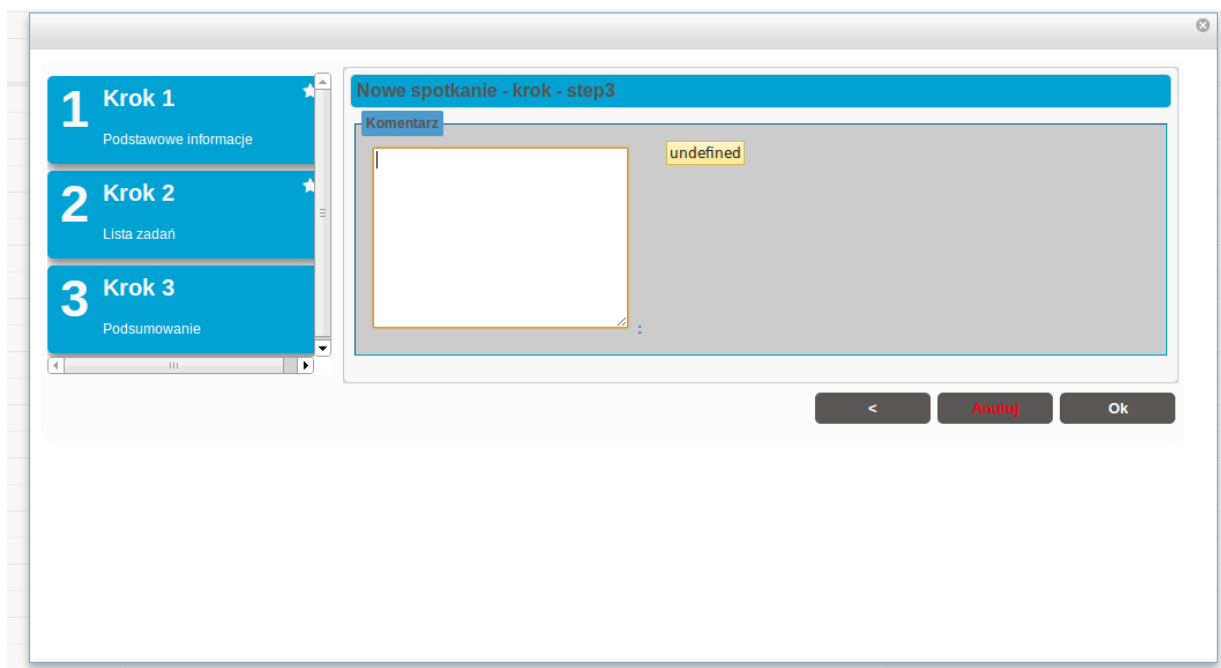 1
Krok 1
Podstawowe informacje
2
Krok 2
Lista zadań
3
Krok 3
Podsumowanie
Nowe spotkanie - krok - step3
Komentarz
undefined
:
<
Anuluj
Ok